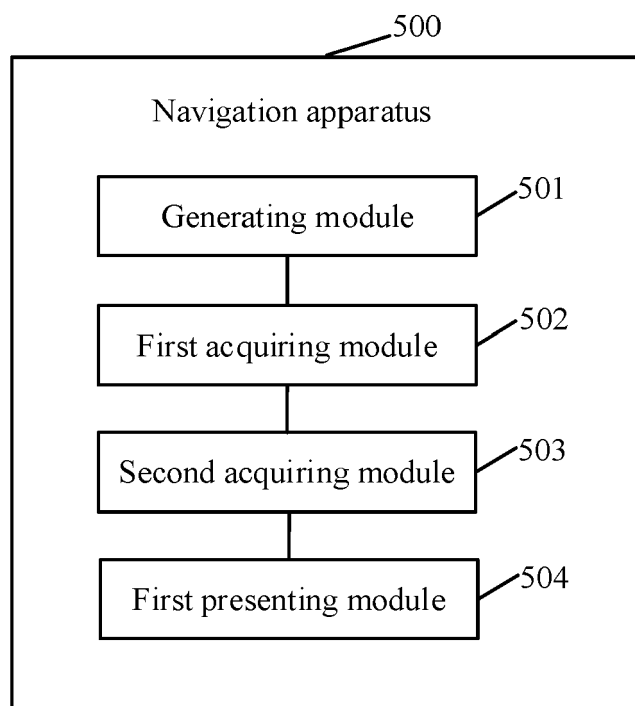 500
Navigation apparatus
501
Generating module
502
First acquiring module
503
Second acquiring module
504
First presenting module